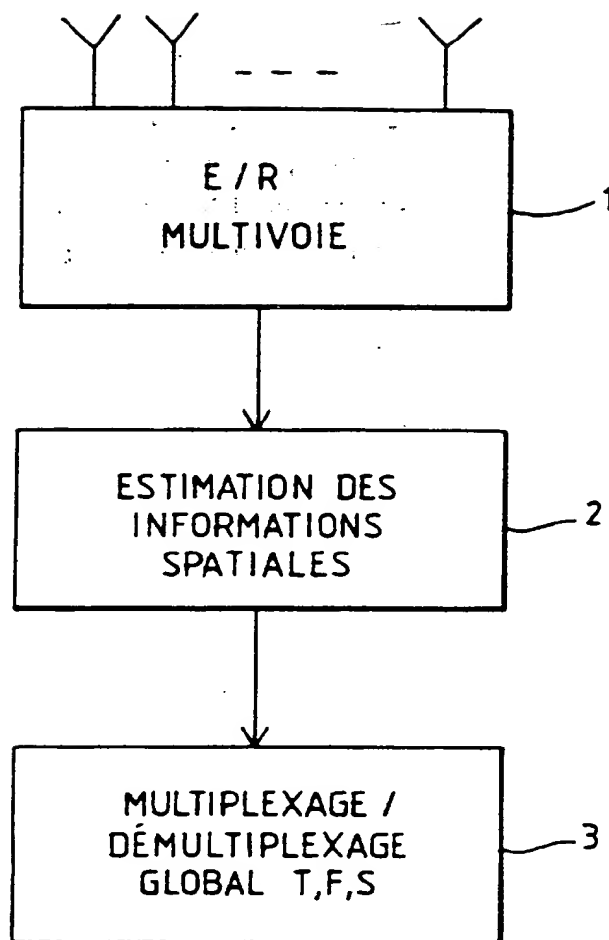 E/R
MULTIVOIE
1
ESTIMATION DES
INFORMATIONS
SPATIALES
2
MULTIPLEXAGE /
DÉMULTIPLEXAGE
GLOBAL T,F,S
3